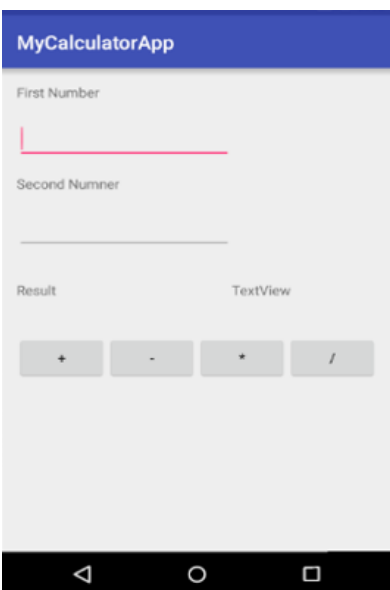 MyCalculatorApp
First Number
Second Numner
Result TextView
+ - * /